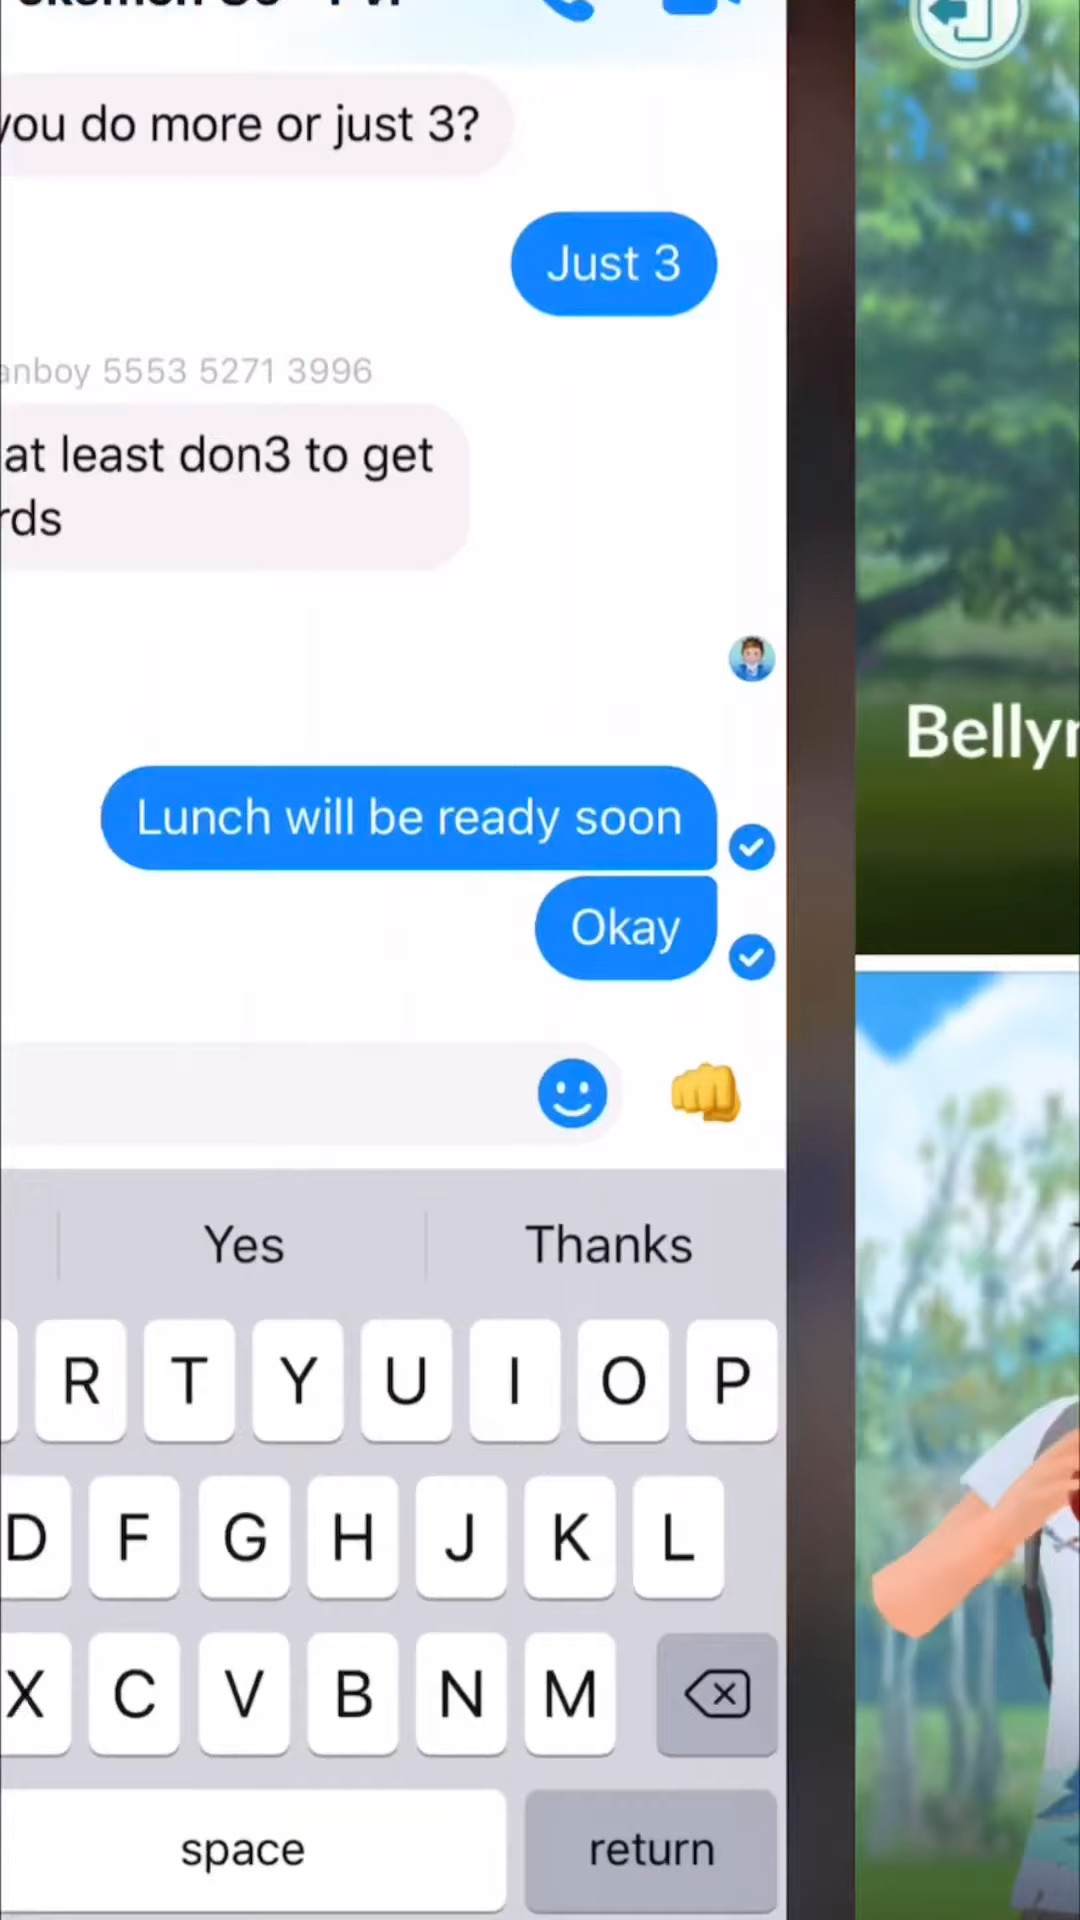 you do more or just 3?
Just 3
anboy 5553 5271 3996
at least don3 to get
rds
Lunch will be ready soon
Okay
Belly
Yes
Thanks
R T Y U I O P
D F G H J K L
X C V B N M
space
return